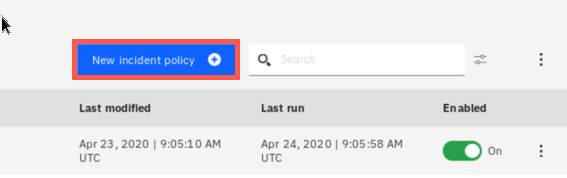 New incident policy
Search
Last modified Last run Enabled
Apr 23, 2020 | 9:05:10 AM Apr 24, 2020 | 9:05:58 AM On
UTC UTC